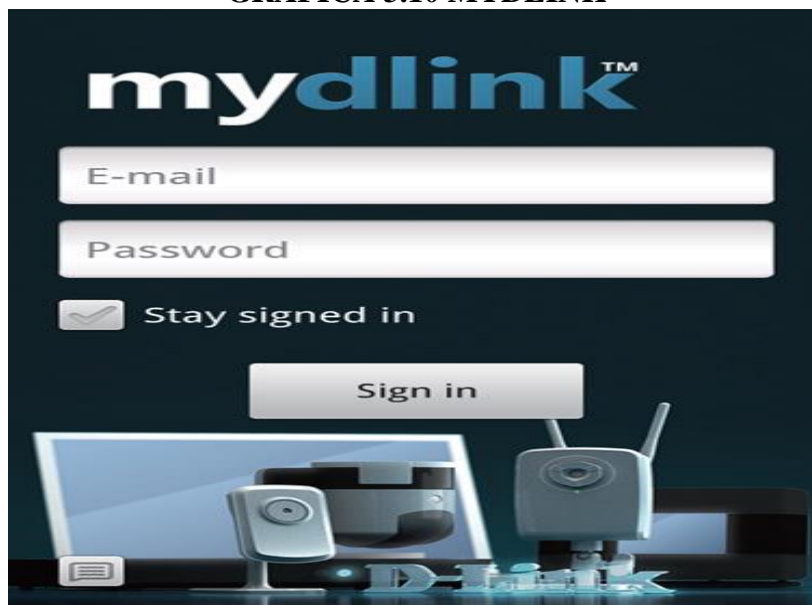 mydlink™
E-mail
Password
Stay signed in
Sign in
D-Link